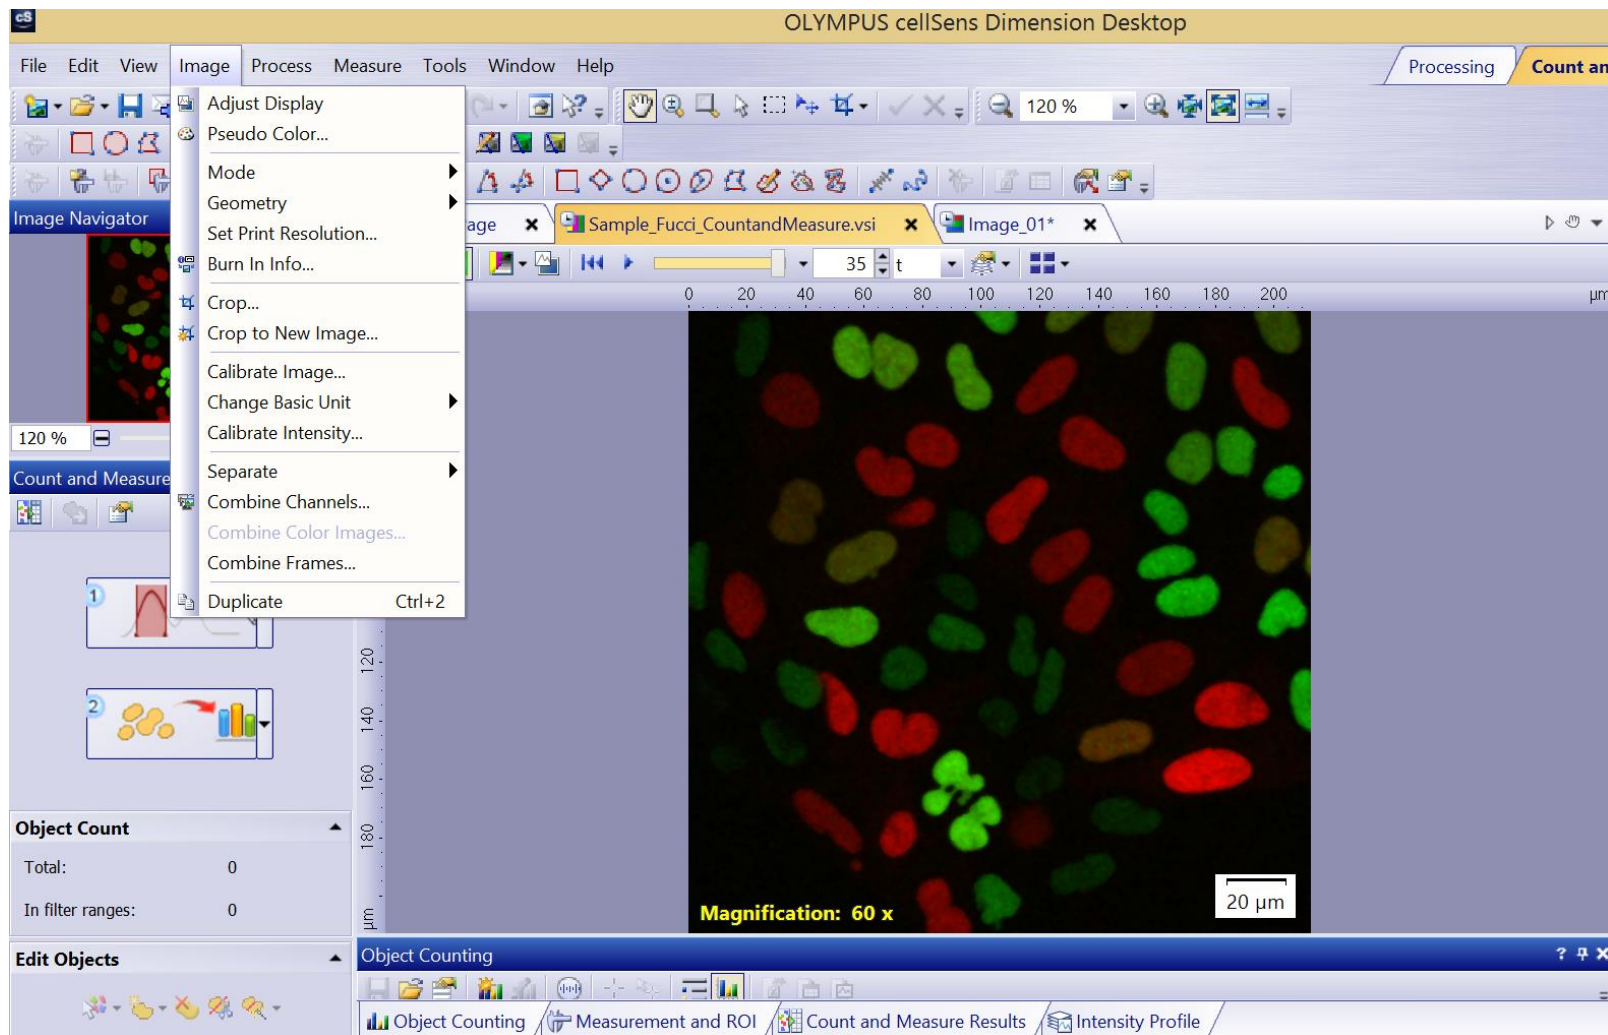 cS
OLYMPUS cellSens Dimension Desktop
File Edit View Image Process Measure Tools Window Help
Processing
Count an
Adjust Display
Pseudo Color...
Mode
Geometry
Set Print Resolution...
Burn In Info...
Crop...
Crop to New Image...
Calibrate Image...
Change Basic Unit
Calibrate Intensity...
Separate
Combine Channels...
Combine Color Images...
Combine Frames...
Duplicate Ctrl+2
120 %
Image Navigator
age
Sample_Fucci_CountandMeasure.vsi
Image_01*
35 t
0 20 40 60 80 100 120 140 160 180 200 µm
120 %
Count and Measure
1
2
120
140
160
180
µm
Object Count
Total: 0
In filter ranges: 0
Edit Objects
Magnification: 60 x
20 µm
Object Counting
Object Counting Measurement and ROI Count and Measure Results Intensity Profile